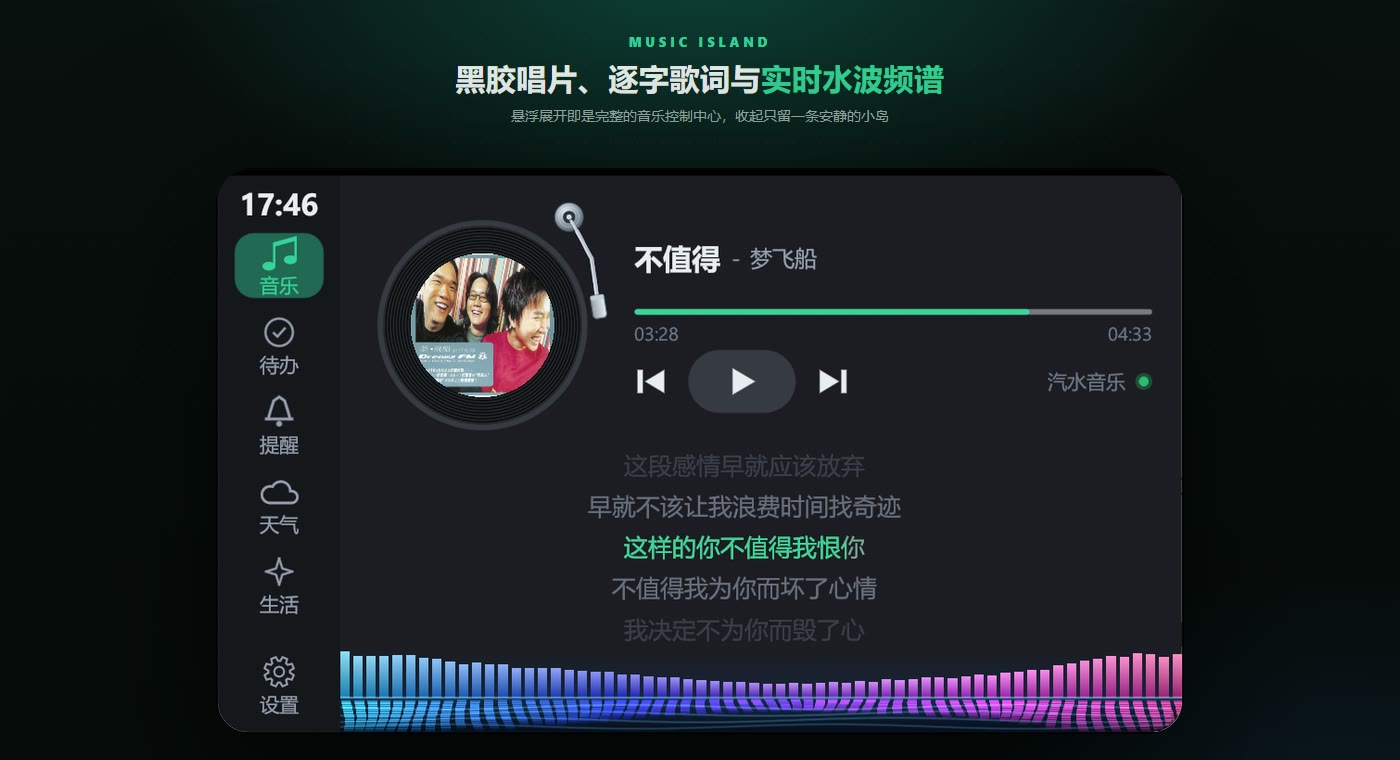 MUSIC ISLAND
黑胶唱片、逐字歌词与实时水波频谱
悬浮展开即是完整的音乐控制中心，收起只留一条安静的小岛
17:46
音乐
待办
提醒
天气
生活
设置
不值得 - 梦飞船
03:28
04:33
汽水音乐
这段感情早就应该放弃
早就不该让我浪费时间找奇迹
这样的你不值得我恨你
不值得我为你而坏了心情
我决定不为你而毁了心